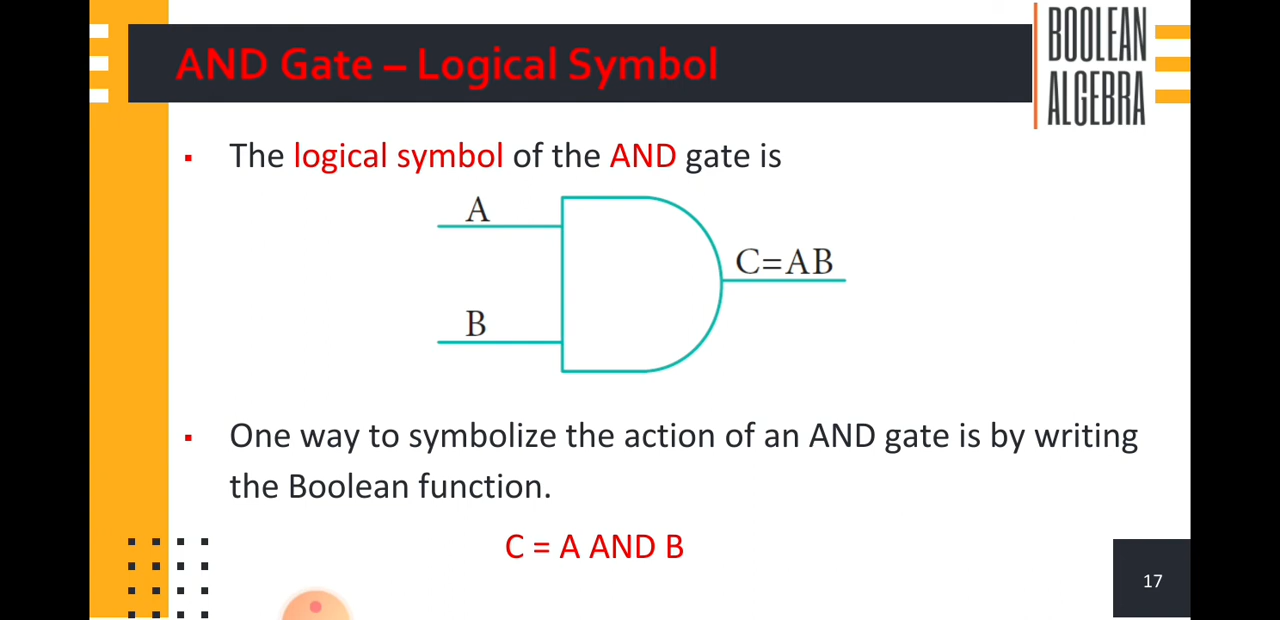 AND Gate – Logical Symbol
BOOLEAN
ALGEBRA
▪ The logical symbol of the AND gate is
A
C=AB
B
▪ One way to symbolize the action of an AND gate is by writing
the Boolean function.
C = A AND B
17